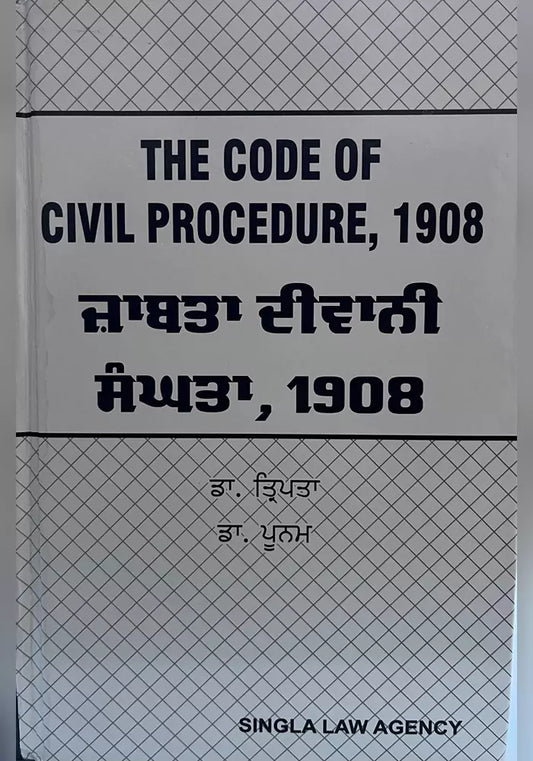 THE CODE OF
CIVIL PROCEDURE, 1908
ਜ਼ਾਬਤਾ ਦੀਵਾਨੀ
ਸੰਘਤਾ, 1908
ਡਾ. ਤ੍ਰਿਪਤਾ
ਡਾ. ਪੂਨਮ
SINGLA LAW AGENCY